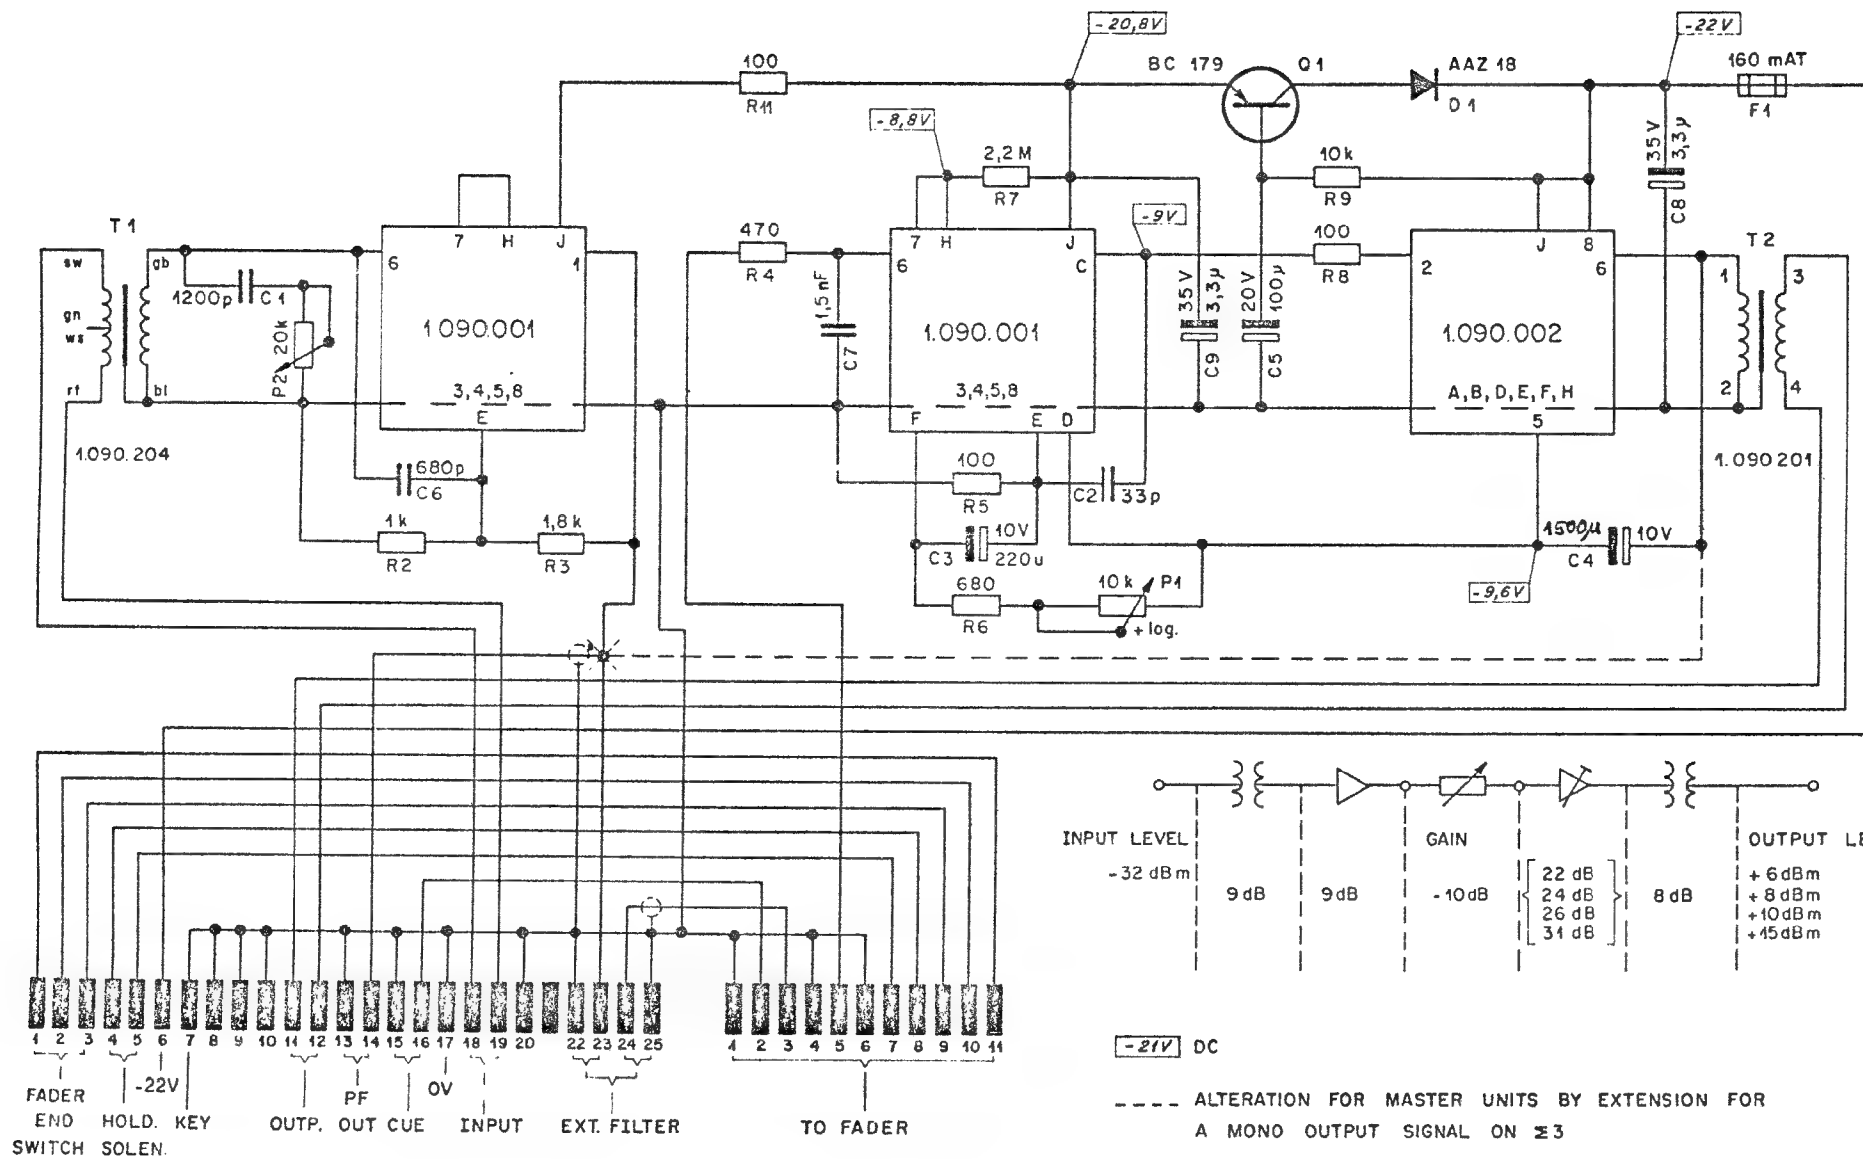 -20,8V
-22V
100
BC 179
Q1
AAZ 18
160 mAT
R11
D1
F1
-8,8V
2,2M
10k
35V
3,3µ
R7
R9
C8
T1
7
H
J
470
-9V
7
H
J
100
J
8
T2
sw
gb
6
1
R4
6
C
R8
2
6
1
3
1200p
C1
1,5nF
35V
3,3µ
20V
100µ
gn
ws
20k
P2
1.090.001
C7
1.090.001
C9
C5
1.090.002
rt
bl
3,4,5,8
E
3,4,5,8
F
E
D
A,B,D,E,F,H
5
2
4
1.090.204
680p
C6
100
R5
C2
33p
1.090.201
1k
R2
1,8k
R3
10V
C3
220u
1500µ
10V
C4
680
R6
10k
P1
+log.
-9,6V
INPUT LEVEL
GAIN
OUTPUT LE
-32 dBm
9 dB
9 dB
-10dB
22 dB
24 dB
26 dB
31 dB
8 dB
+6dBm
+8dBm
+10dBm
+15dBm
1 2 3 4 5 6 7 8 9 10 11 12 13 14 15 16 17 18 19 20 22 23 24 25
1 2 3 4 5 6 7 8 9 10 11
FADER
END
SWITCH
HOLD.
SOLEN.
-22V
KEY
OUTP.
PF
OUT
CUE
0V
INPUT
EXT. FILTER
TO FADER
-21V DC
ALTERATION FOR MASTER UNITS BY EXTENSION FOR
A MONO OUTPUT SIGNAL ON Σ3